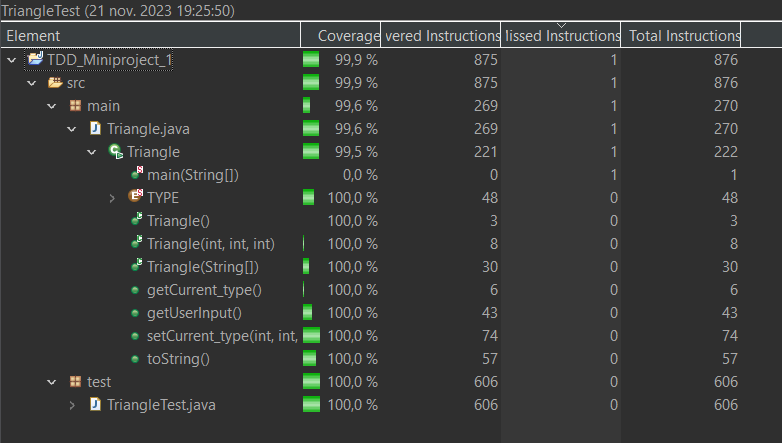 TriangleTest (21 nov. 2023 19:25:50)
Element Coverage vered Instructions lissed Instructions Total Instructions
TDD_Miniproject_1 99,9 % 875 1 876
src 99,9 % 875 1 876
main 99,6 % 269 1 270
Triangle.java 99,6 % 269 1 270
Triangle 99,5 % 221 1 222
main(String[]) 0,0 % 0 1 1
TYPE 100,0 % 48 0 48
Triangle() 100,0 % 3 0 3
Triangle(int, int, int) 100,0 % 8 0 8
Triangle(String[]) 100,0 % 30 0 30
getCurrent_type() 100,0 % 6 0 6
getUserInput() 100,0 % 43 0 43
setCurrent_type(int, int, 100,0 % 74 0 74
toString() 100,0 % 57 0 57
test 100,0 % 606 0 606
TriangleTest.java 100,0 % 606 0 606